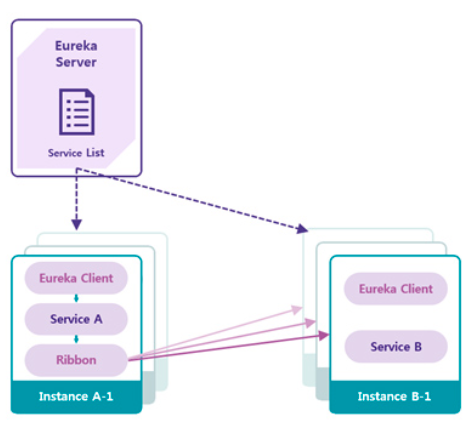 Eureka
Server
Service List
Eureka Client
Service A
Ribbon
Instance A-1
Eureka Client
Service B
Instance B-1